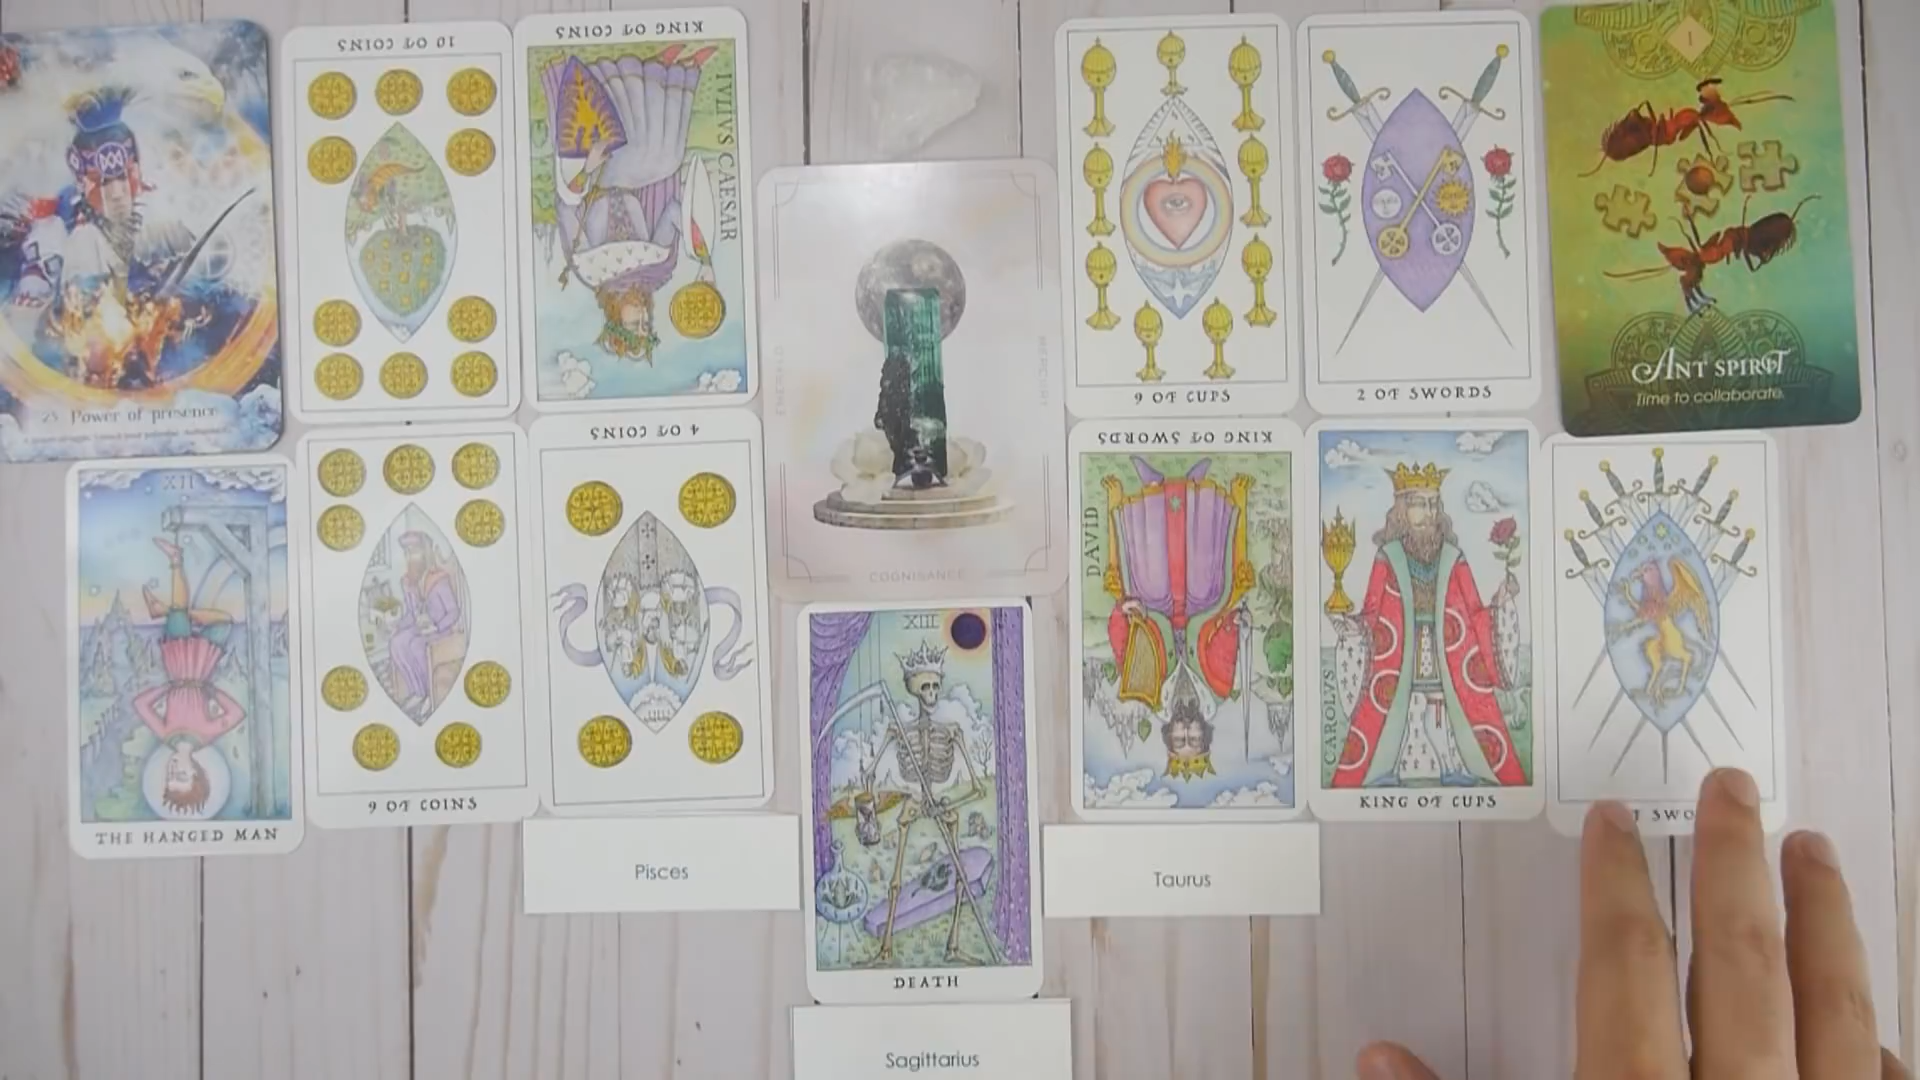 10 OF COINS
KING OF COINS
IVLIVS CAESAR
25 Power of presence
9 OF CUPS
2 OF SWORDS
1
ANT SPIRIT
Time to collaborate.
MERCURY
COGNISANCE
XII
THE HANGED MAN
9 OF COINS
4 OF COINS
XIII
DEATH
KING OF SWORDS
DAVID
CAROLVS
KING OF CUPS
Pisces
Taurus
Sagittarius